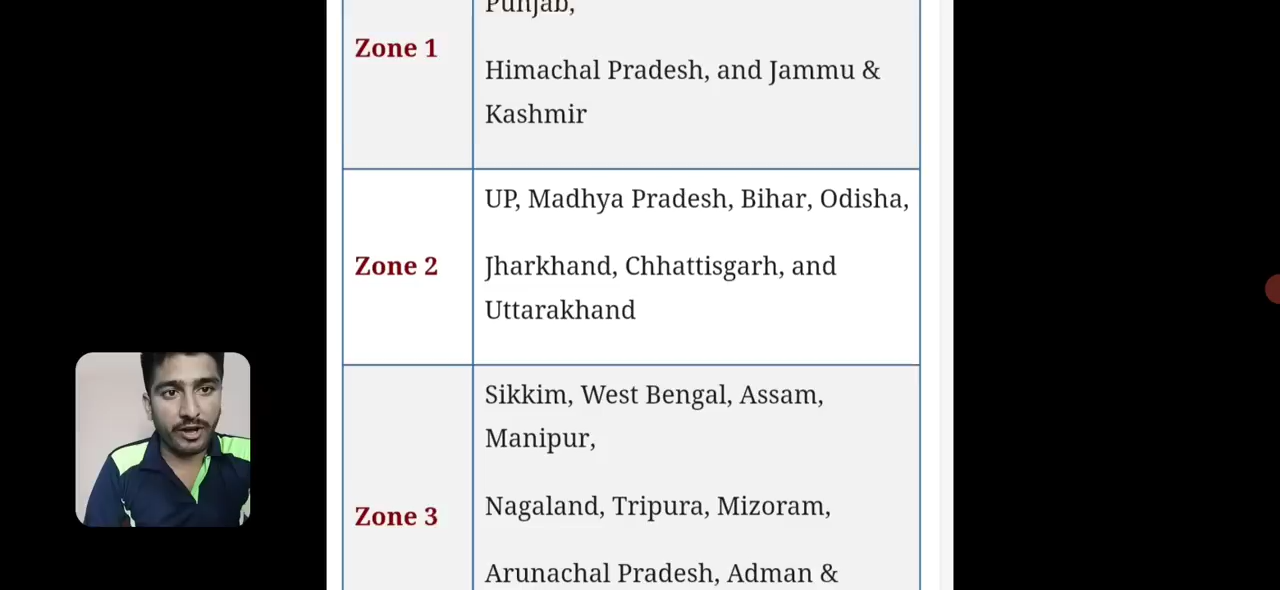 Punjab,
Zone 1
Himachal Pradesh, and Jammu &
Kashmir
UP, Madhya Pradesh, Bihar, Odisha,
Zone 2
Jharkhand, Chhattisgarh, and
Uttarakhand
Sikkim, West Bengal, Assam,
Manipur,
Nagaland, Tripura, Mizoram,
Zone 3
Arunachal Pradesh, Adman &